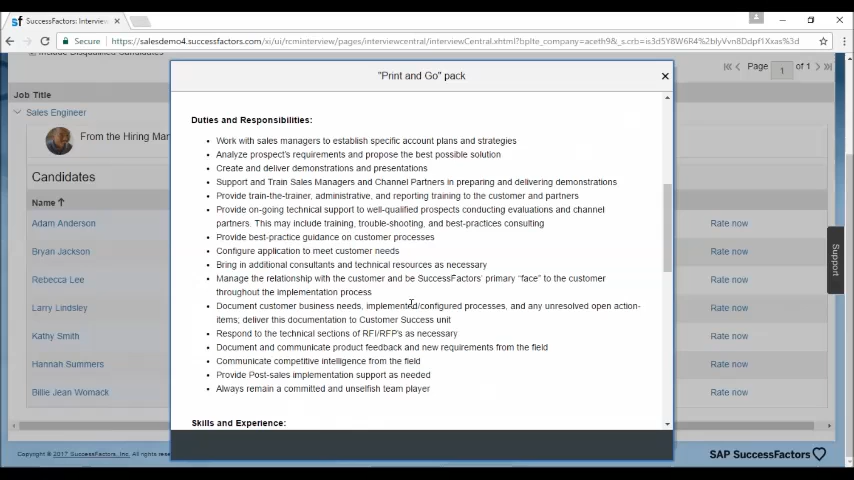 SuccessFactors: Interview
Secure
https://salesdemo4.successfactors.com/xi/ui/rcminterview/pages/interviewcentral/interviewCentral.xhtml?bplte_company=aceth9&_s.crb=
Include Disqualified Candidates
Page 1 of 1
Job Title
Sales Engineer
From the Hiring Man
Candidates
Name
Adam Anderson Rate now
Bryan Jackson Rate now
Rebecca Lee Rate now
Larry Lindsley Rate now
Kathy Smith Rate now
Hannah Summers Rate now
Billie Jean Womack Rate now
"Print and Go" pack
Duties and Responsibilities:
• Work with sales managers to establish specific account plans and strategies
• Analyze prospect's requirements and propose the best possible solution
• Create and deliver demonstrations and presentations
• Support and Train Sales Managers and Channel Partners in preparing and delivering demonstrations
• Provide train-the-trainer, administrative, and reporting training to the customer and partners
• Provide on-going technical support to well-qualified prospects conducting evaluations and channel
partners. This may include training, trouble-shooting, and best-practices consulting
• Provide best-practice guidance on customer processes
• Configure application to meet customer needs
• Bring in additional consultants and technical resources as necessary
• Manage the relationship with the customer and be SuccessFactors' primary "face" to the customer
throughout the implementation process
• Document customer business needs, implemented/configured processes, and any unresolved open action-
items; deliver this documentation to Customer Success unit
• Respond to the technical sections of RFI/RFP's as necessary
• Document and communicate product feedback and new requirements from the field
• Communicate competitive intelligence from the field
• Provide Post-sales implementation support as needed
• Always remain a committed and unselfish team player
Skills and Experience:
Support
Copyright © 2017 SuccessFactors, Inc. All rights rese
SAP SuccessFactors